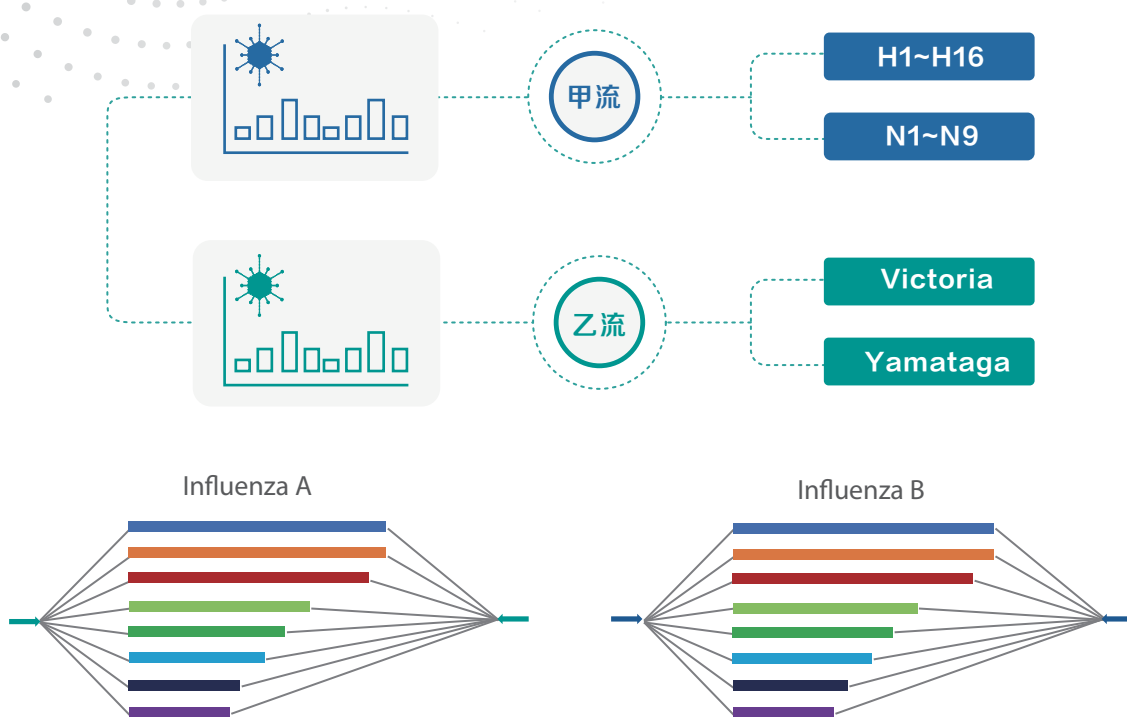 甲流
H1~H16
N1~N9
乙流
Victoria
Yamataga
Influenza A
Influenza B